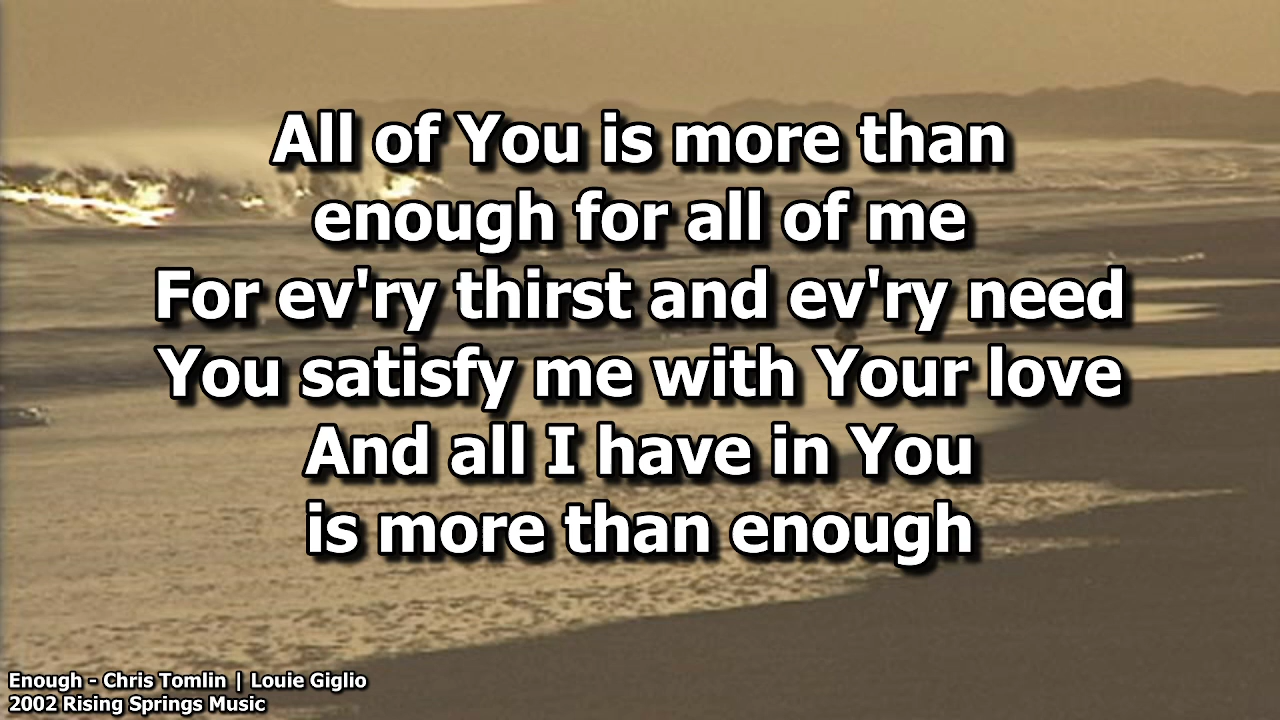 All of You is more than
enough for all of me
For ev'ry thirst and ev'ry need
You satisfy me with Your love
And all I have in You
is more than enough
Enough - Chris Tomlin | Louie Giglio
2002 Rising Springs Music